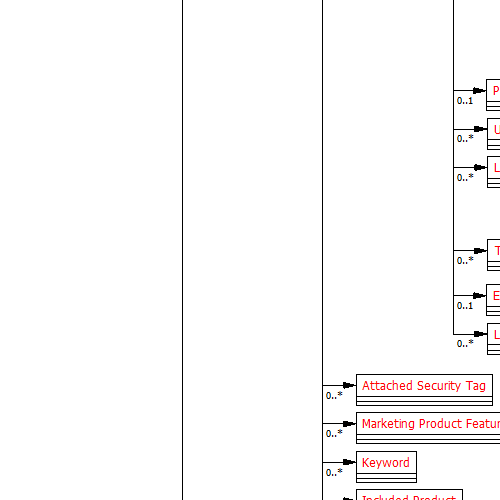 P
0..1
U
0..*
L
0..*
T
0..*
E
0..1
L
0..*
Attached Security Tag
0..*
Marketing Product Featur
0..*
Keyword
0..*
Included Product